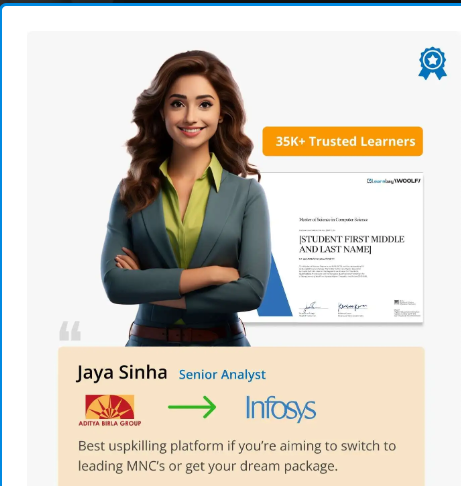 35K+ Trusted Learners
Learnbay WOOLF
Master of Science in Computer Science
[STUDENT FIRST MIDDLE
AND LAST NAME]
Jaya Sinha Senior Analyst
ADITYA BIRLA GROUP
Infosys
Best uspkilling platform if you’re aiming to switch to
leading MNC’s or get your dream package.